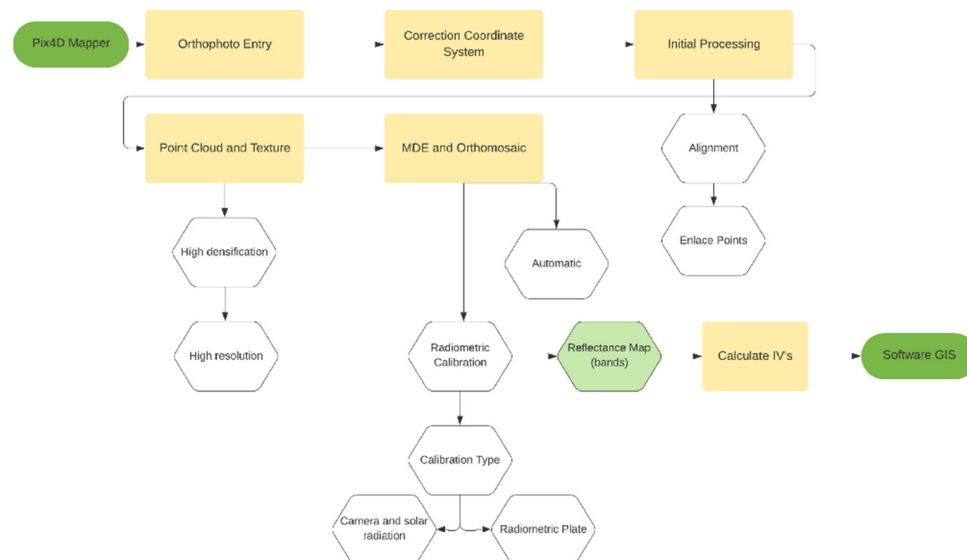 Pix4D Mapper
Orthophoto Entry
Correction Coordinate
System
Initial Processing
Point Cloud and Texture
MDE and Orthomosaic
Alignment
High densification
Automatic
Enlace Points
High resolution
Radiometric
Calibration
Reflectance Map
(bands)
Calculate IV's
Software GIS
Calibration Type
Camera and solar
radiation
Radiometric Plate